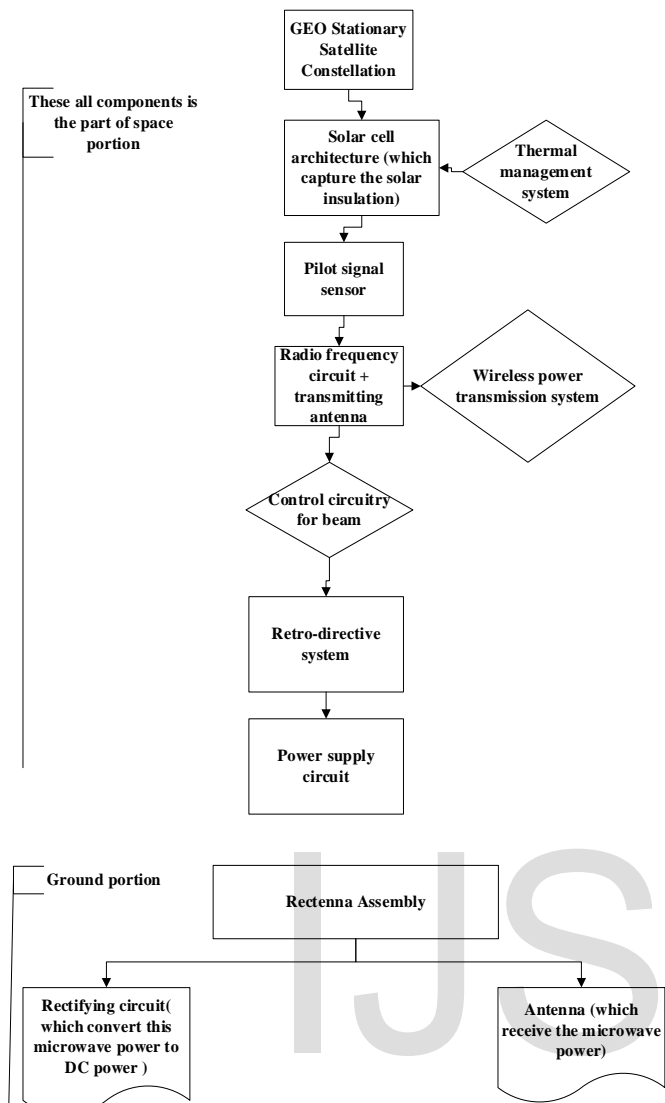 GEO Stationary
Satellite
Constellation
These all components is
the part of space
portion
Solar cell
architecture (which
capture the solar
insulation)
Thermal
management
system
Pilot signal
sensor
Radio frequency
circuit +
transmitting
antenna
Wireless power
transmission system
Control circuitry
for beam
Retro-directive
system
Power supply
circuit
Ground portion
Rectenna Assembly
IJS
Rectifying circuit(
which convert this
microwave power to
DC power )
Antenna (which
receive the microwave
power)